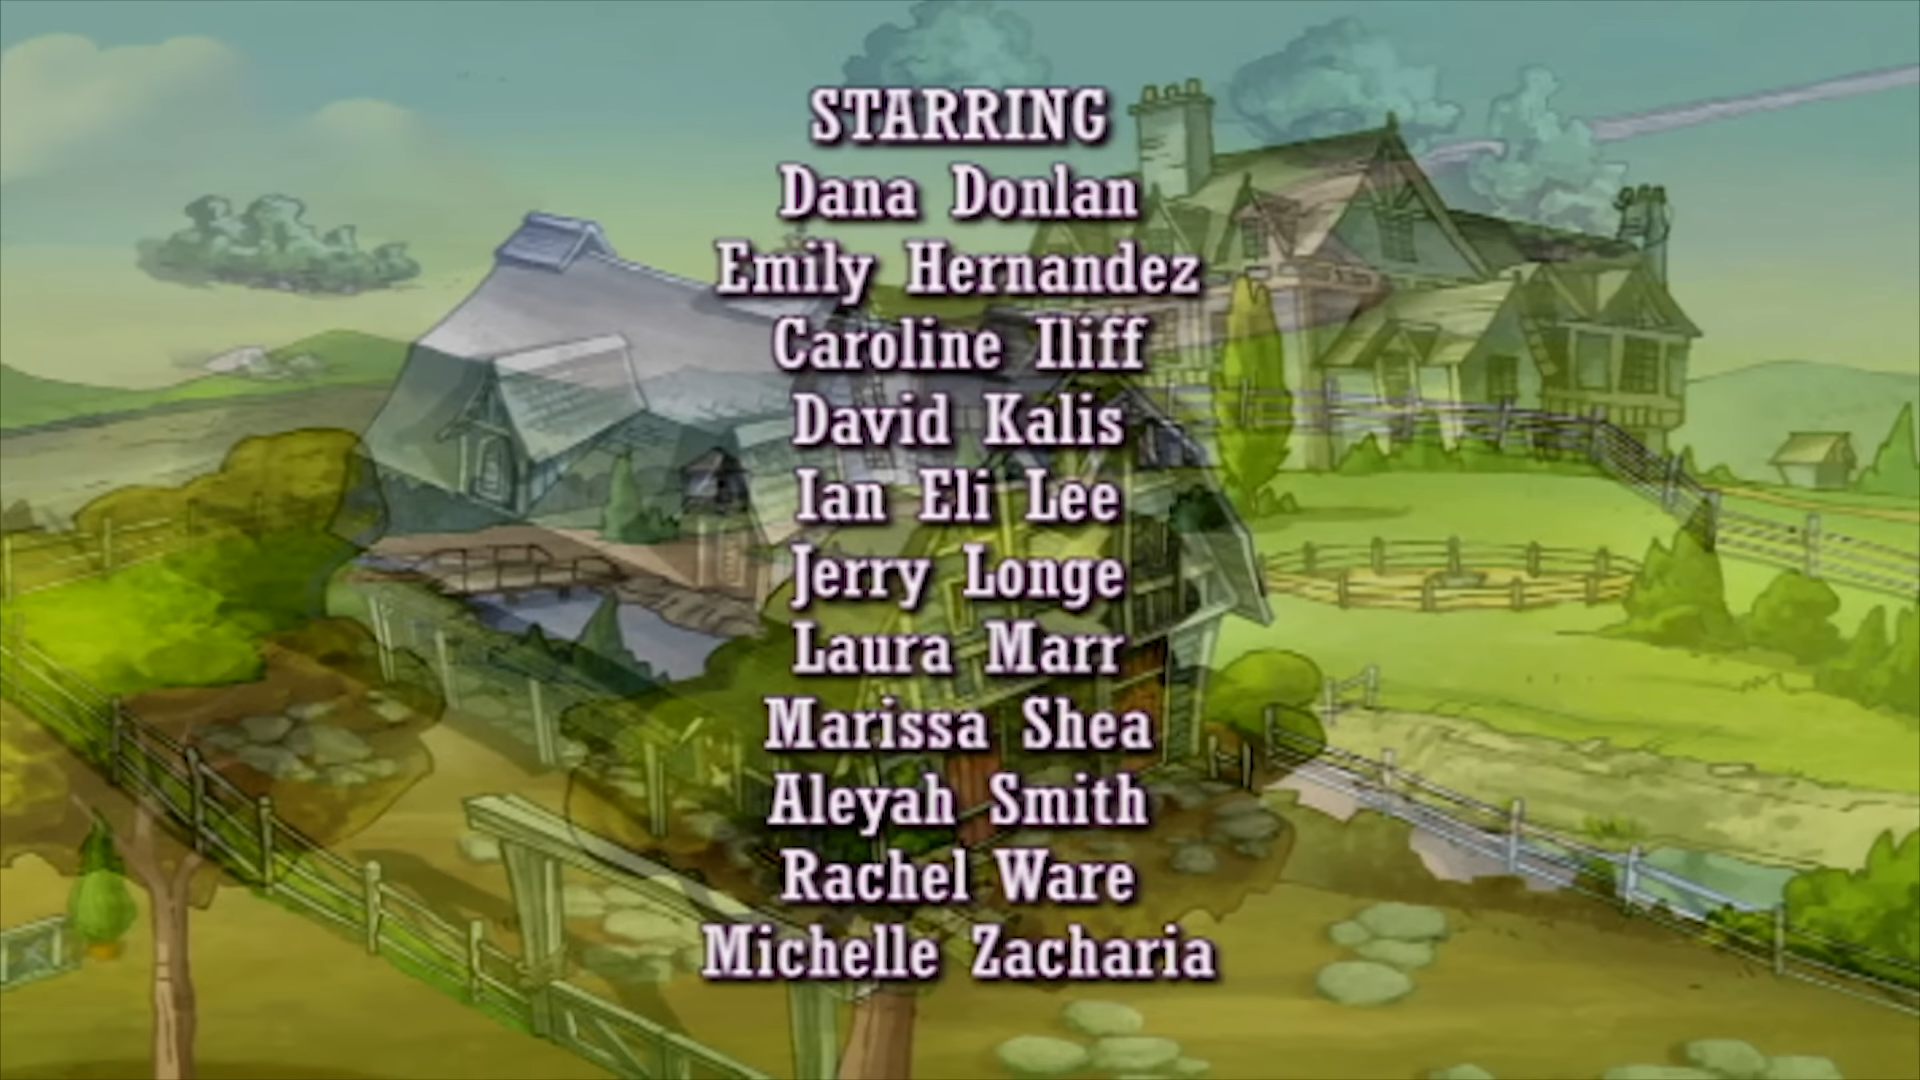 STARRING
Dana Donlan
Emily Hernandez
Caroline Iliff
David Kalis
Ian Eli Lee
Jerry Longe
Laura Marr
Marissa Shea
Aleyah Smith
Rachel Ware
Michelle Zacharia